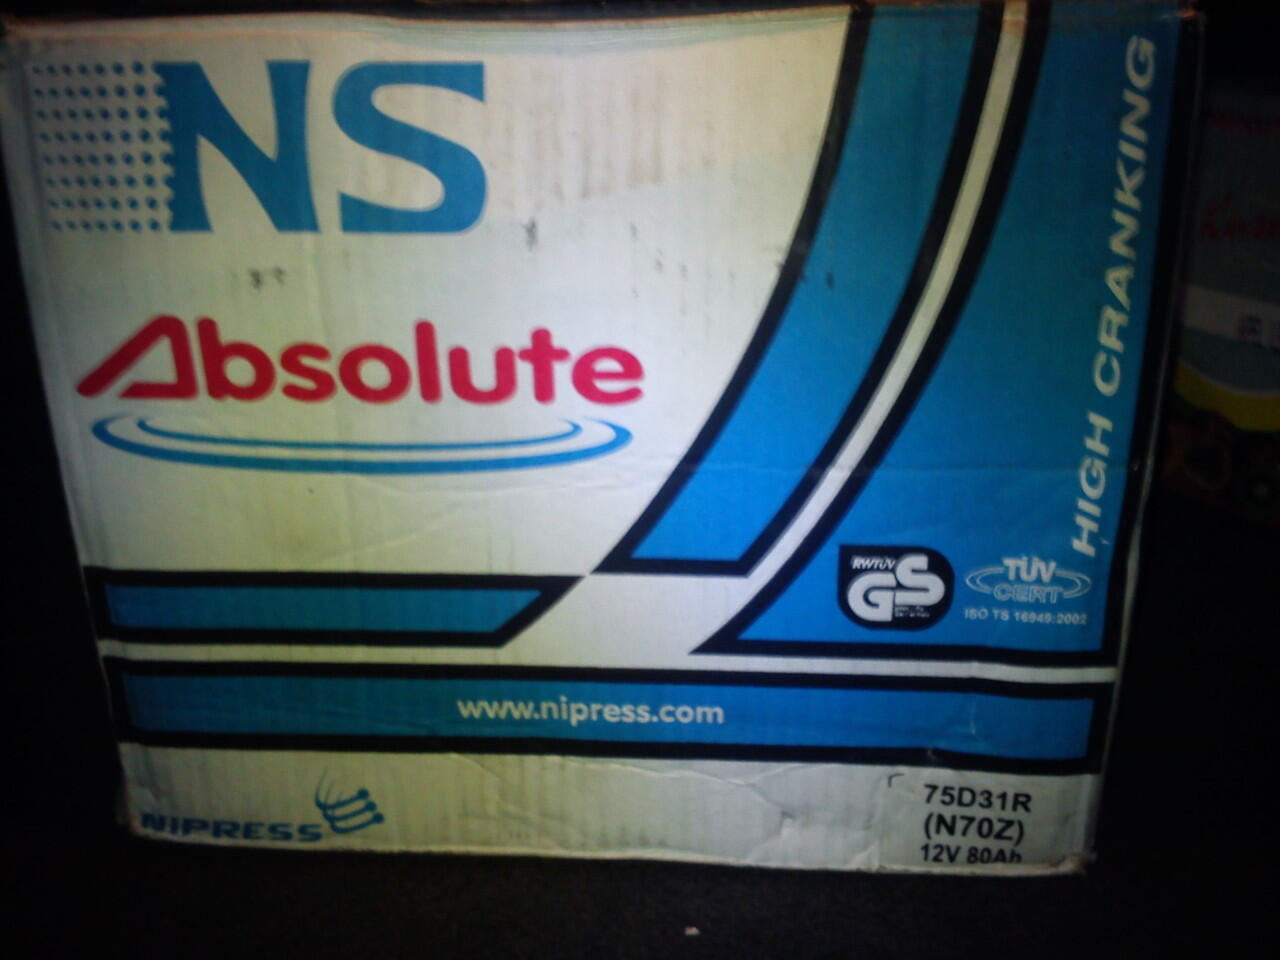 NS
Absolute
HIGH CRANKING
RWTÜV
GS
TÜV
CERT
ISO TS 16949:2002
www.nipress.com
NIPRESS
75D31R
(N70Z)
12V 80Ah